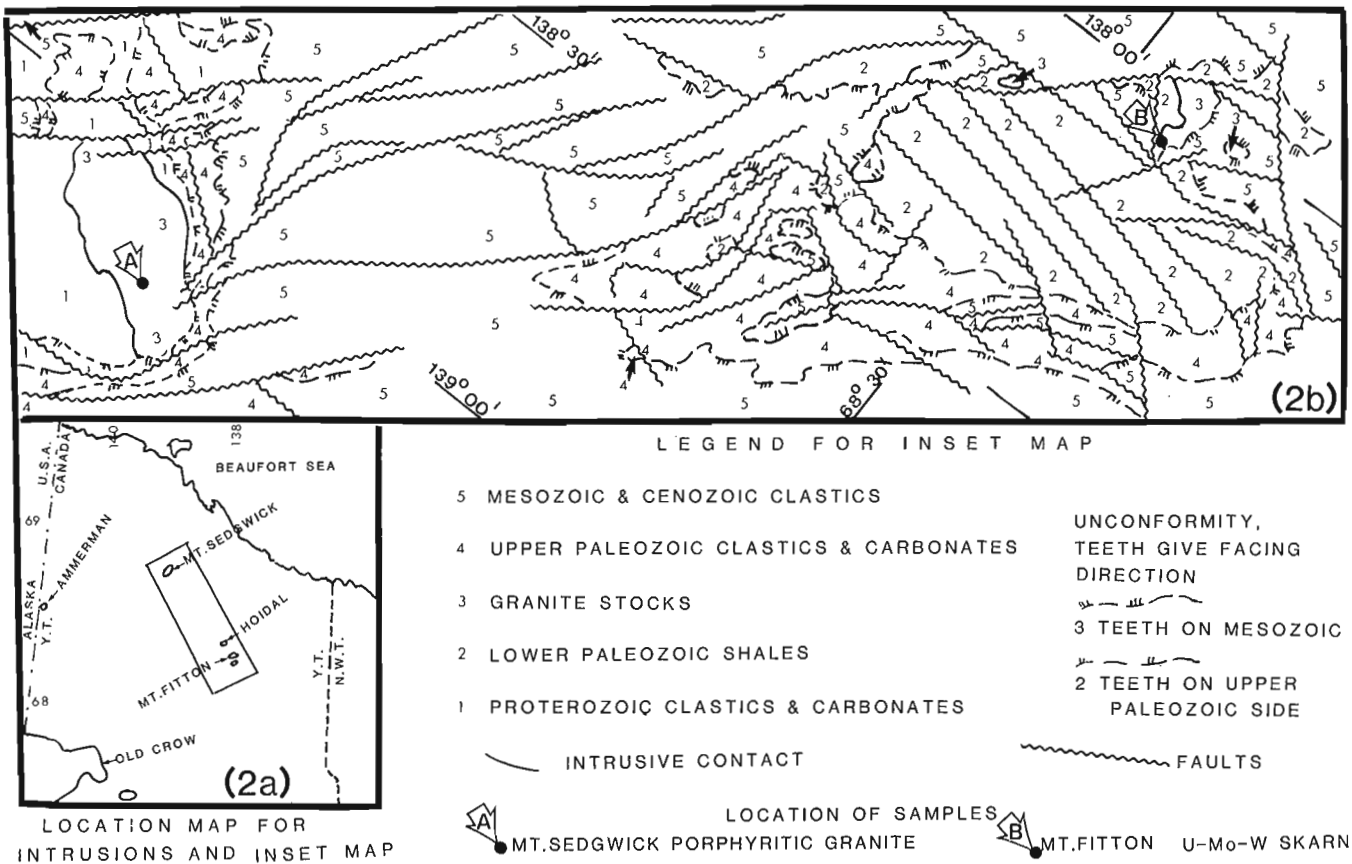 138° 30'
138° 00'
139° 00'
68° 30'
A
B
(2b)
140
138
U.S.A.
CANADA
BEAUFORT SEA
69
AMMERMAN
MT. SEDGWICK
ALASKA
Y.T.
HOIDAL
MT. FITTON
Y.T.
N.W.T.
68
OLD CROW
(2a)
LOCATION MAP FOR
INTRUSIONS AND INSET MAP
LEGEND FOR INSET MAP
5 MESOZOIC & CENOZOIC CLASTICS
4 UPPER PALEOZOIC CLASTICS & CARBONATES
3 GRANITE STOCKS
2 LOWER PALEOZOIC SHALES
1 PROTEROZOIC CLASTICS & CARBONATES
INTRUSIVE CONTACT
UNCONFORMITY,
TEETH GIVE FACING
DIRECTION
3 TEETH ON MESOZOIC
2 TEETH ON UPPER
PALEOZOIC SIDE
FAULTS
LOCATION OF SAMPLES
A MT. SEDGWICK PORPHYRITIC GRANITE
B MT. FITTON U-Mo-W SKARN